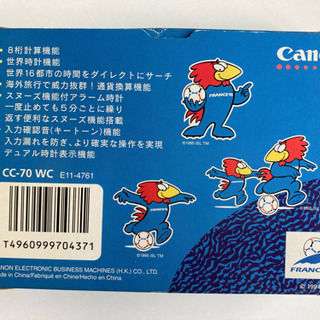 ・8桁計算機能
Cano
・世界時計機能
世界16都市の時間をダイレクトにサーチ
・海外旅行で威力抜群！通貨換算機能
・スヌーズ機能付アラーム時計
一度止めても５分ごとに繰り
返す便利なスヌーズ機能搭載
・入力確認音(キートーン)機能
入力漏れを防ぎ、より確実な操作を実現
デュアル時計表示機能
FRANCE 98
©1995 ISL TM
CC-70 WC E11-4761
T4960999704371
©1995 ISL TM
©1995 ISL TM
ANON ELECTRONIC BUSINESS MACHINES (H.K.) CO., LTD.
ade in China/Fabriqué en Chine/Hecho en China
FRANCE
© 199